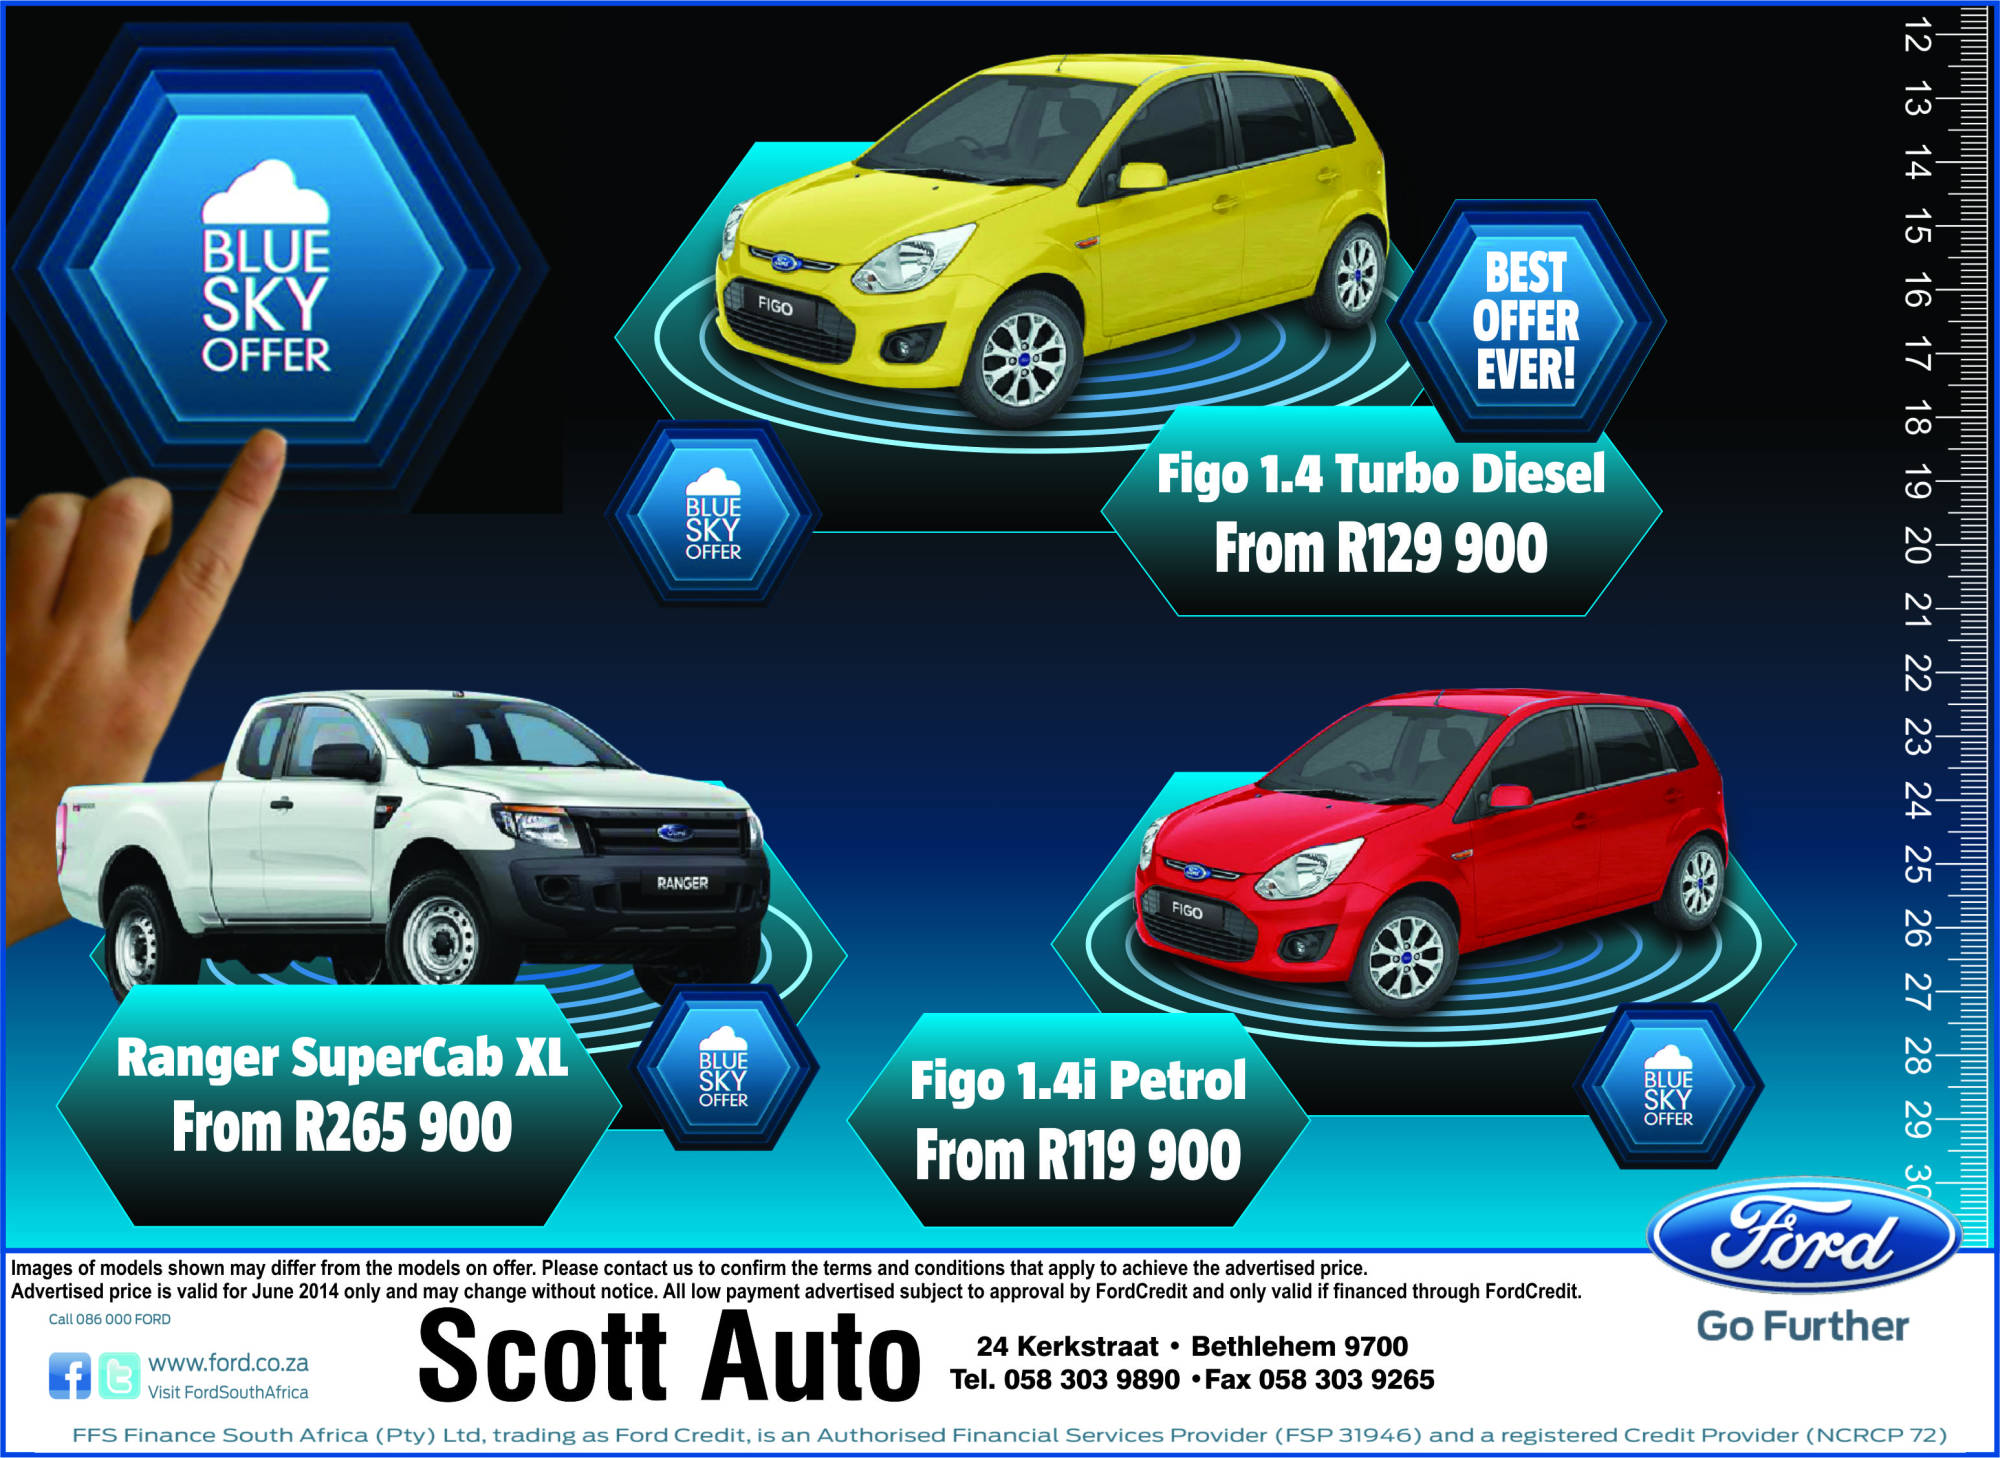 BLUE
SKY
OFFER
FIGO
BEST
OFFER
EVER!
BLUE
SKY
OFFER
Figo 1.4 Turbo Diesel
From R129 900
RANGER
Ranger SuperCab XL
From R265 900
BLUE
SKY
OFFER
FIGO
Figo 1.4i Petrol
From R119 900
BLUE
SKY
OFFER
12
13
14
15
16
17
18
19
20
21
22
23
24
25
26
27
28
29
30
Ford
Go Further
Images of models shown may differ from the models on offer. Please contact us to confirm the terms and conditions that apply to achieve the advertised price.
Advertised price is valid for June 2014 only and may change without notice. All low payment advertised subject to approval by FordCredit and only valid if financed through FordCredit.
Call 086 000 FORD
www.ford.co.za
Visit FordSouthAfrica
Scott Auto
24 Kerkstraat • Bethlehem 9700
Tel. 058 303 9890 • Fax 058 303 9265
FFS Finance South Africa (Pty) Ltd, trading as Ford Credit, is an Authorised Financial Services Provider (FSP 31946) and a registered Credit Provider (NCRCP 72)